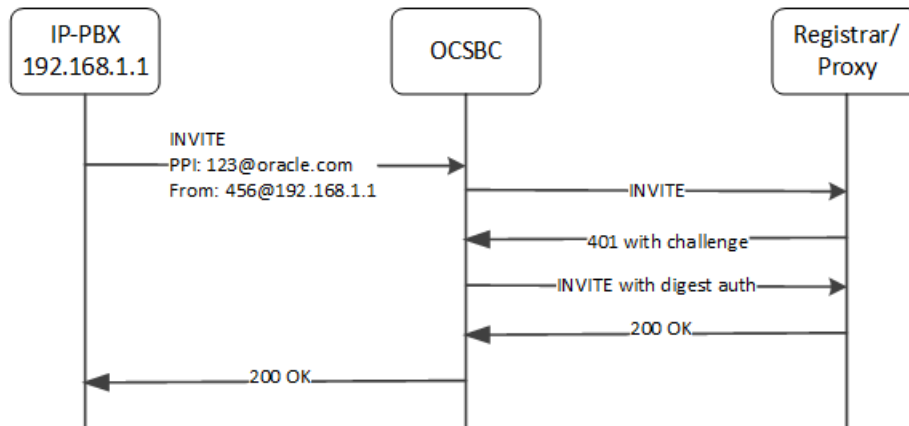 IP-PBX
192.168.1.1
OCSBC
Registrar/
Proxy
INVITE
PPI: 123@oracle.com
From: 456@192.168.1.1
INVITE
401 with challenge
INVITE with digest auth
200 OK
200 OK